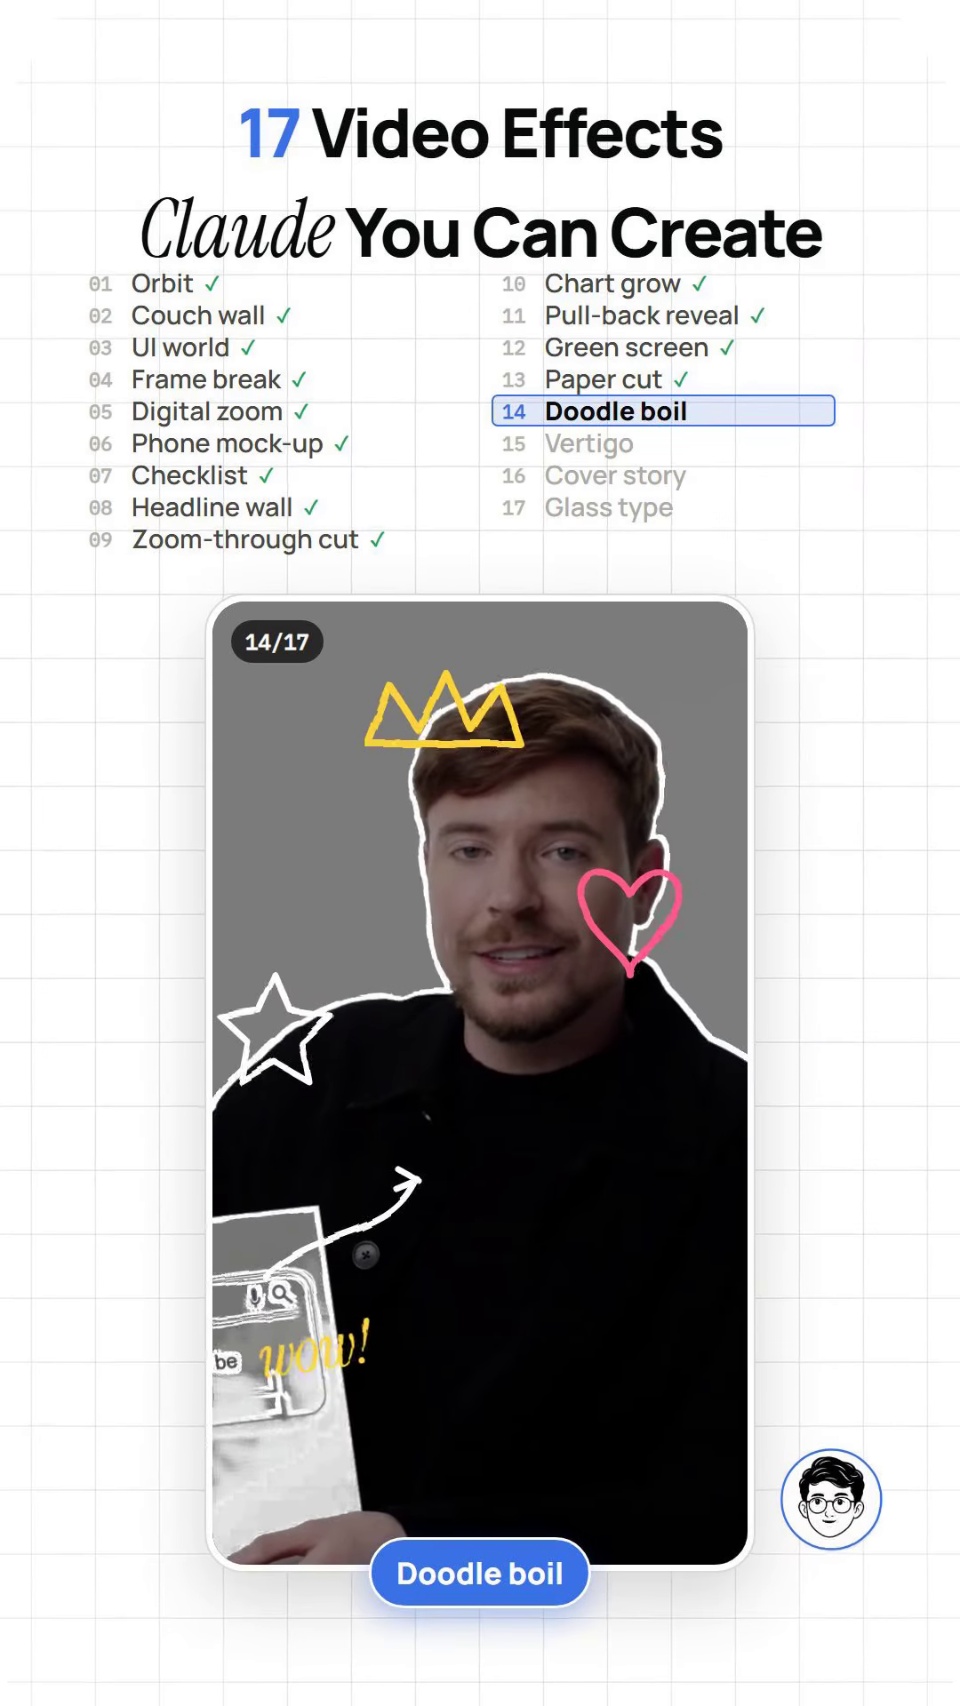 17 Video Effects
Claude You Can Create
01 Orbit ✓
02 Couch wall ✓
03 UI world ✓
04 Frame break ✓
05 Digital zoom ✓
06 Phone mock-up ✓
07 Checklist ✓
08 Headline wall ✓
09 Zoom-through cut ✓
10 Chart grow ✓
11 Pull-back reveal ✓
12 Green screen ✓
13 Paper cut ✓
14 Doodle boil
15 Vertigo
16 Cover story
17 Glass type
14/17
be
wow!
Doodle boil